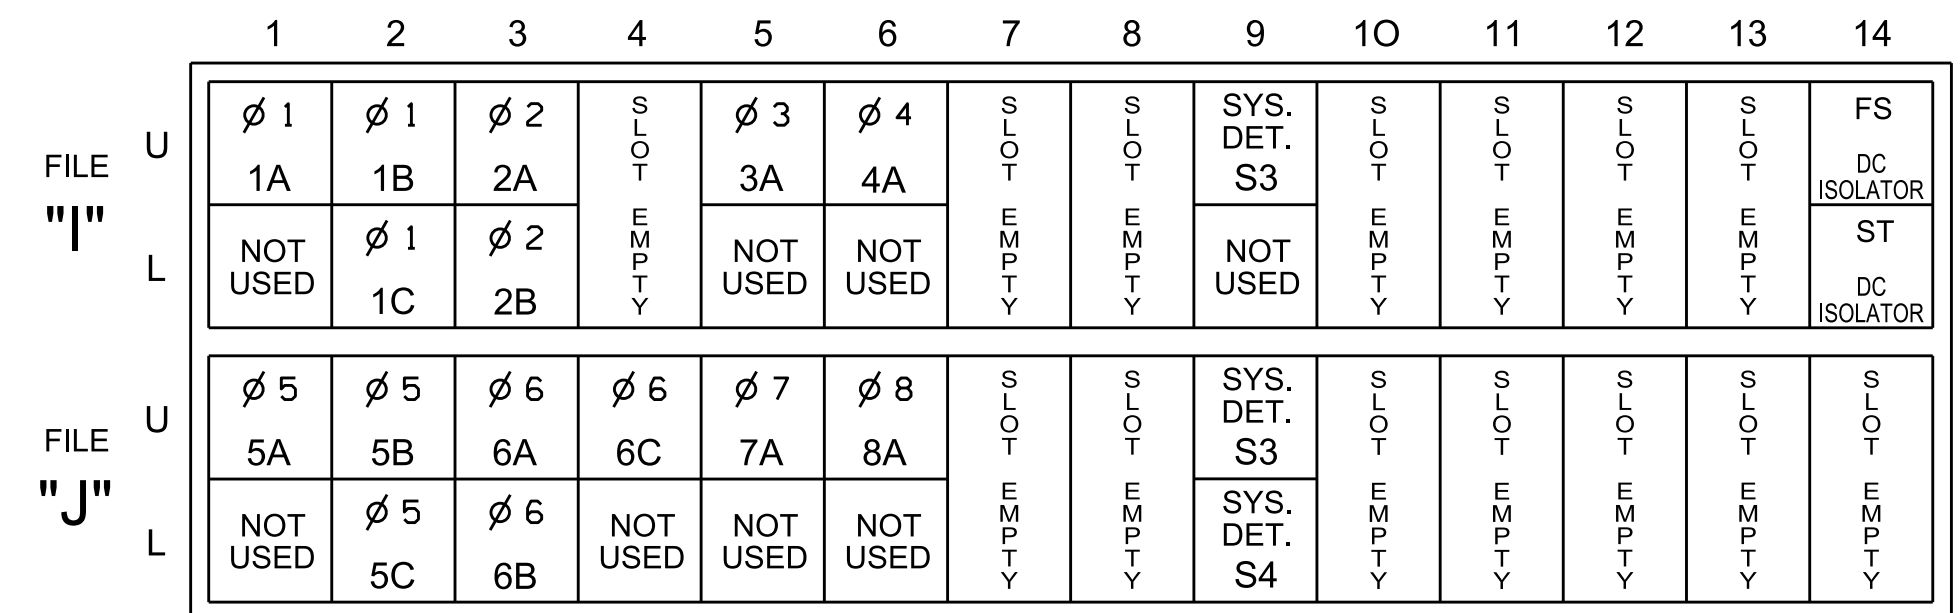 1 2 3 4 5 6 7 8 9 10 11 12 13 14
FILE "I"
U
ø 1 1A
ø 1 1B
ø 2 2A
SLOT EMPTY
ø 3 3A
ø 4 4A
SLOT EMPTY
SLOT EMPTY
SYS. DET. S3
SLOT EMPTY
SLOT EMPTY
SLOT EMPTY
SLOT EMPTY
FS DC ISOLATOR
L
NOT USED
ø 1 1C
ø 2 2B
NOT USED
NOT USED
NOT USED
ST DC ISOLATOR
FILE "J"
U
ø 5 5A
ø 5 5B
ø 6 6A
ø 6 6C
ø 7 7A
ø 8 8A
SLOT EMPTY
SLOT EMPTY
SYS. DET. S3
SLOT EMPTY
SLOT EMPTY
SLOT EMPTY
SLOT EMPTY
SLOT EMPTY
L
NOT USED
ø 5 5C
ø 6 6B
NOT USED
NOT USED
NOT USED
SYS. DET. S4